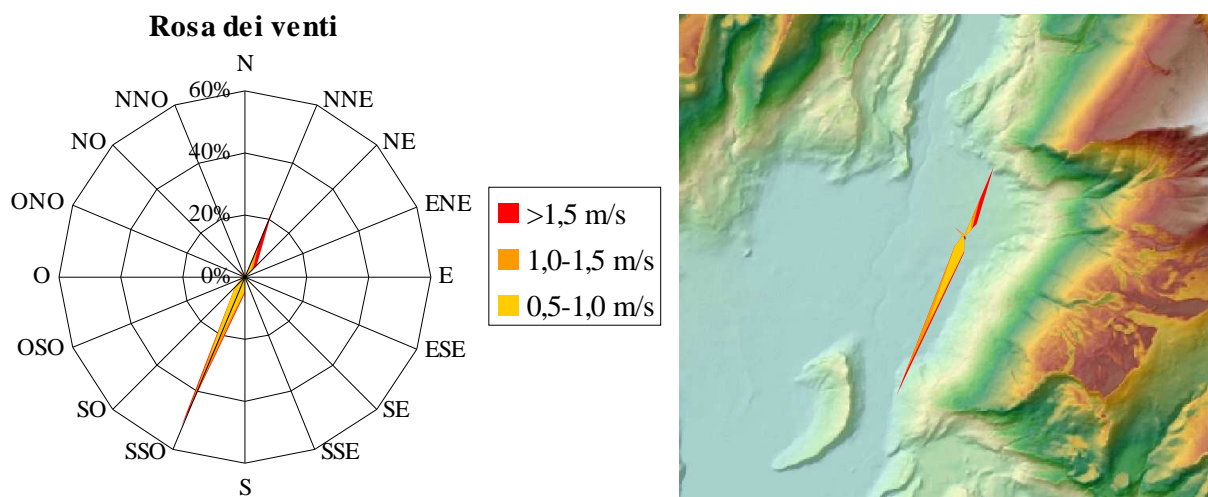 Rosa dei venti
N
60%
NNO
NNE
NO
NE
40%
ONO
ENE
20%
>1,5 m/s
O
0%
E
1,0-1,5 m/s
0,5-1,0 m/s
OSO
ESE
SO
SE
SSO
SSE
S